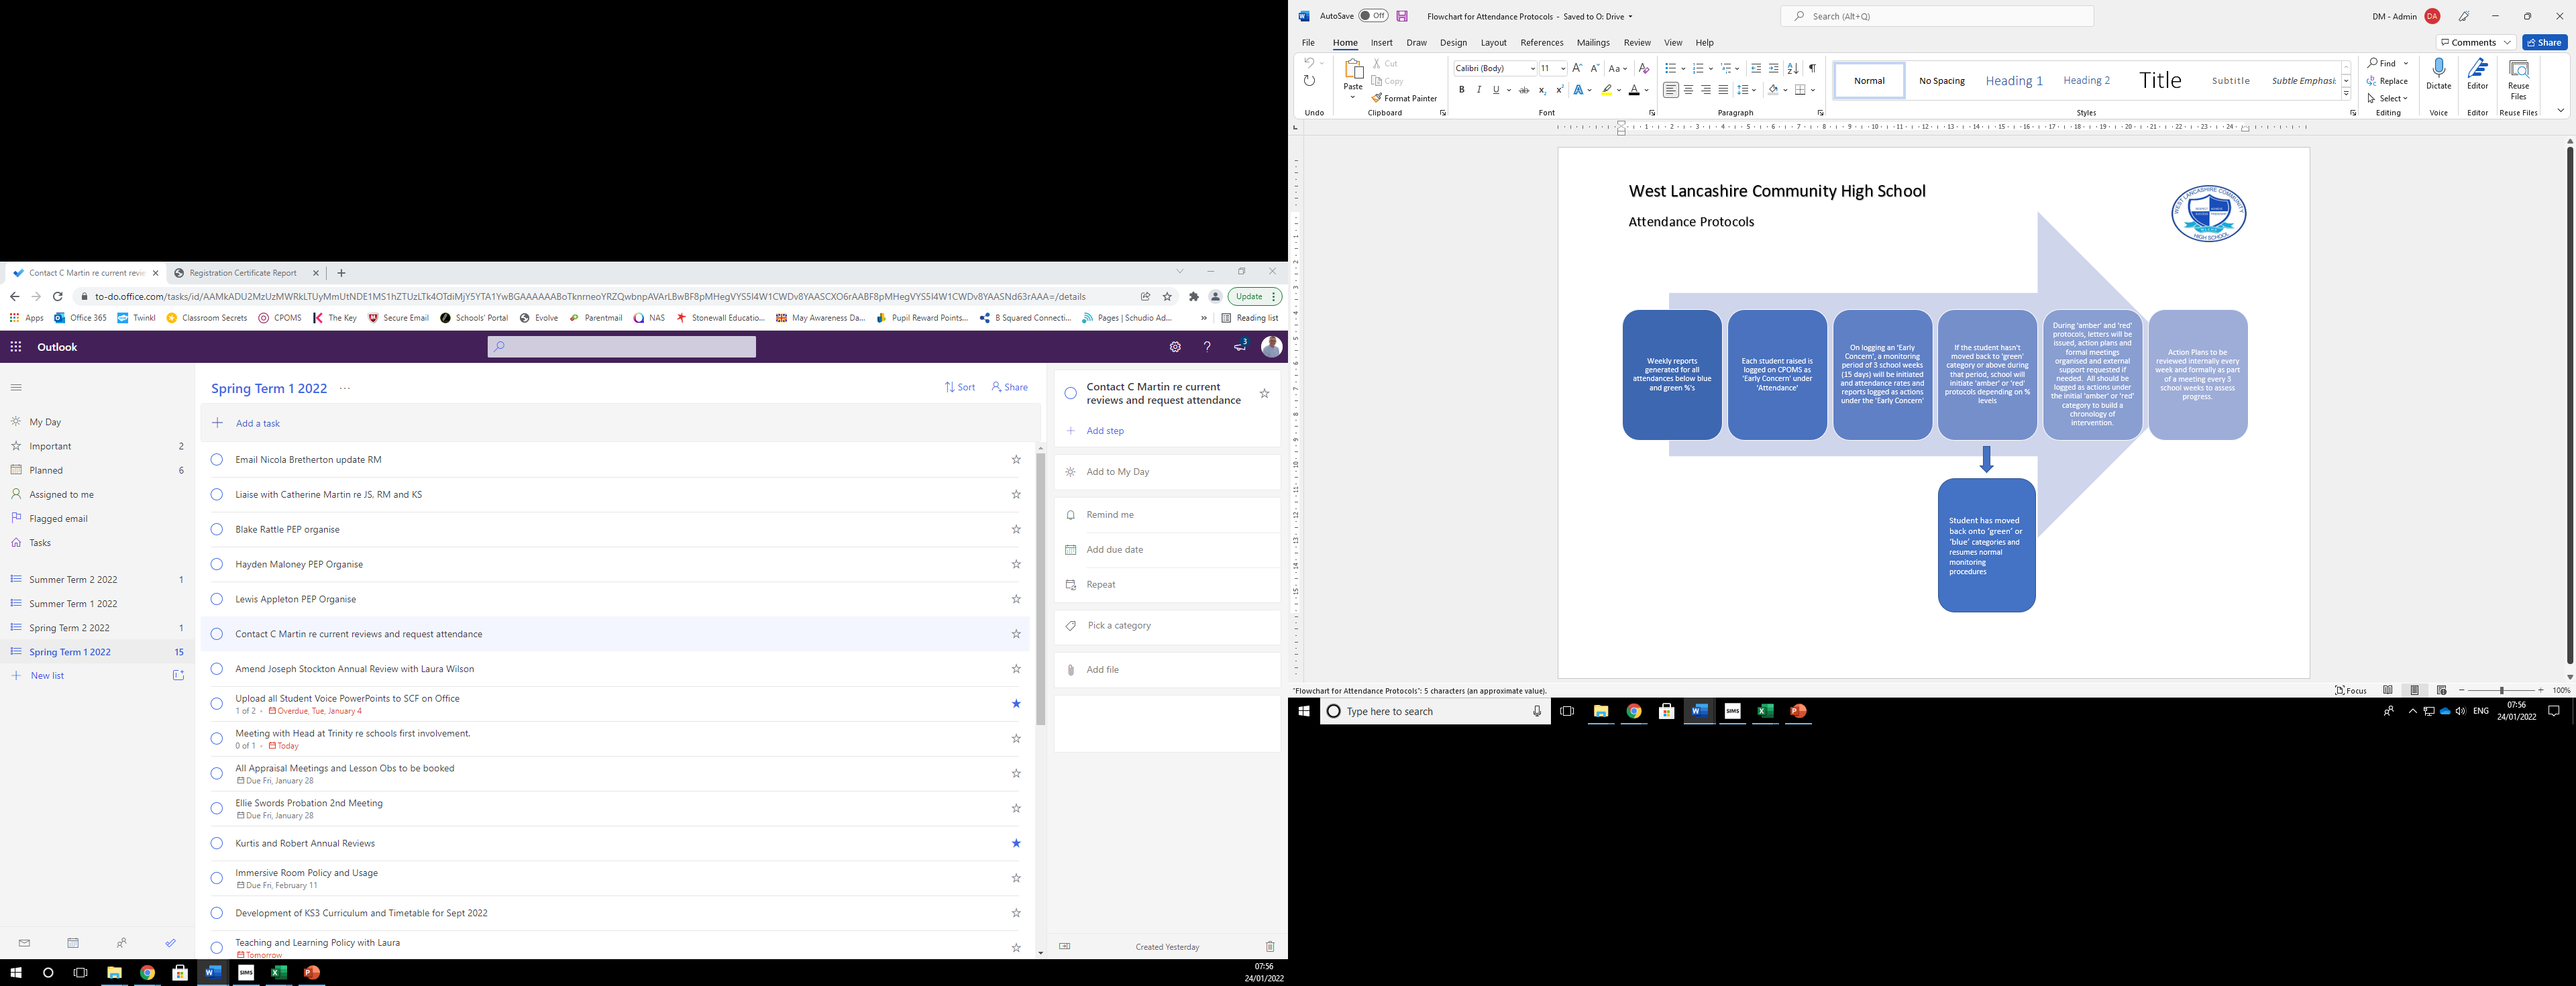 Contact C Martin re current revie
Registration Certificate Report
to-do.office.com/tasks/id/AAMkADU2MzUzMWRkLTUyMmUtNDE1MS1hZTUzLTk4OTdiMjY5YTA1YwBGAAAAAABoTknrneoYRZQwbnpAVArLBwBF8pMHegVYS5I4W1CWDv8YAASCXO6rAABF8pMHegVYS5I4W1CWDv8YAASNd63rAAA=/details
Update
Apps
Office 365
Twinkl
Classroom Secrets
CPOMS
The Key
Secure Email
Schools' Portal
Evolve
Parentmail
NAS
Stonewall Educatio...
May Awareness Da...
Pupil Reward Points...
B Squared Connecti...
Pages | Schudio Ad...
»
Reading list
Outlook
3
My Day
Important 2
Planned 6
Assigned to me
Flagged email
Tasks
Summer Term 2 2022 1
Summer Term 1 2022
Spring Term 2 2022 1
Spring Term 1 2022 15
New list
Spring Term 1 2022 ...
Sort
Share
Add a task
Email Nicola Bretherton update RM
Liaise with Catherine Martin re JS, RM and KS
Blake Rattle PEP organise
Hayden Maloney PEP Organise
Lewis Appleton PEP Organise
Contact C Martin re current reviews and request attendance
Amend Joseph Stockton Annual Review with Laura Wilson
Upload all Student Voice PowerPoints to SCF on Office
1 of 2 • Overdue, Tue, January 4
Meeting with Head at Trinity re schools first involvement.
0 of 1 • Today
All Appraisal Meetings and Lesson Obs to be booked
Due Fri, January 28
Ellie Swords Probation 2nd Meeting
Due Fri, January 28
Kurtis and Robert Annual Reviews
Immersive Room Policy and Usage
Due Fri, February 11
Development of KS3 Curriculum and Timetable for Sept 2022
Teaching and Learning Policy with Laura
Tomorrow
Contact C Martin re current
reviews and request attendance
Add step
Add to My Day
Remind me
Add due date
Repeat
Pick a category
Add file
Created Yesterday
SIMS
07:56
24/01/2022
AutoSave Off
Flowchart for Attendance Protocols - Saved to O: Drive
Search (Alt+Q)
DM - Admin DA
File Home Insert Draw Design Layout References Mailings Review View Help
Comments
Share
Paste
Cut
Copy
Format Painter
Calibri (Body) 11
Normal
No Spacing
Heading 1
Heading 2
Title
Subtitle
Subtle Emphasi:
Find
Replace
Select
Dictate
Editor
Reuse
Files
Undo Clipboard Font Paragraph Styles Editing Voice Editor Reuse Files
West Lancashire Community High School
Attendance Protocols
WEST LANCASHIRE COMMUNITY
HIGH SCHOOL
Weekly reports
generated for all
attendances below blue
and green %'s
Each student raised is
logged on CPOMS as
'Early Concern' under
'Attendance'
On logging an 'Early
Concern', a monitoring
period of 3 school weeks
(15 days) will be initiated
and attendance rates and
reports logged as actions
under the 'Early Concern'
If the student hasn't
moved back to 'green'
category or above during
that period, school will
initiate 'amber' or 'red'
protocols depending on %
levels
During 'amber' and 'red'
protocols, letters will be
issued, action plans and
formal meetings
organised and external
support requested if
needed. All should be
logged as actions under
the initial 'amber' or 'red'
category to build a
chronology of
intervention.
Action Plans to be
reviewed internally every
week and formally as part
of a meeting every 3
school weeks to assess
progress.
Student has moved
back onto 'green' or
'blue' categories and
resumes normal
monitoring
procedures
"Flowchart for Attendance Protocols": 5 characters (an approximate value).
Focus
100%
Type here to search
SIMS
ENG
07:56
24/01/2022